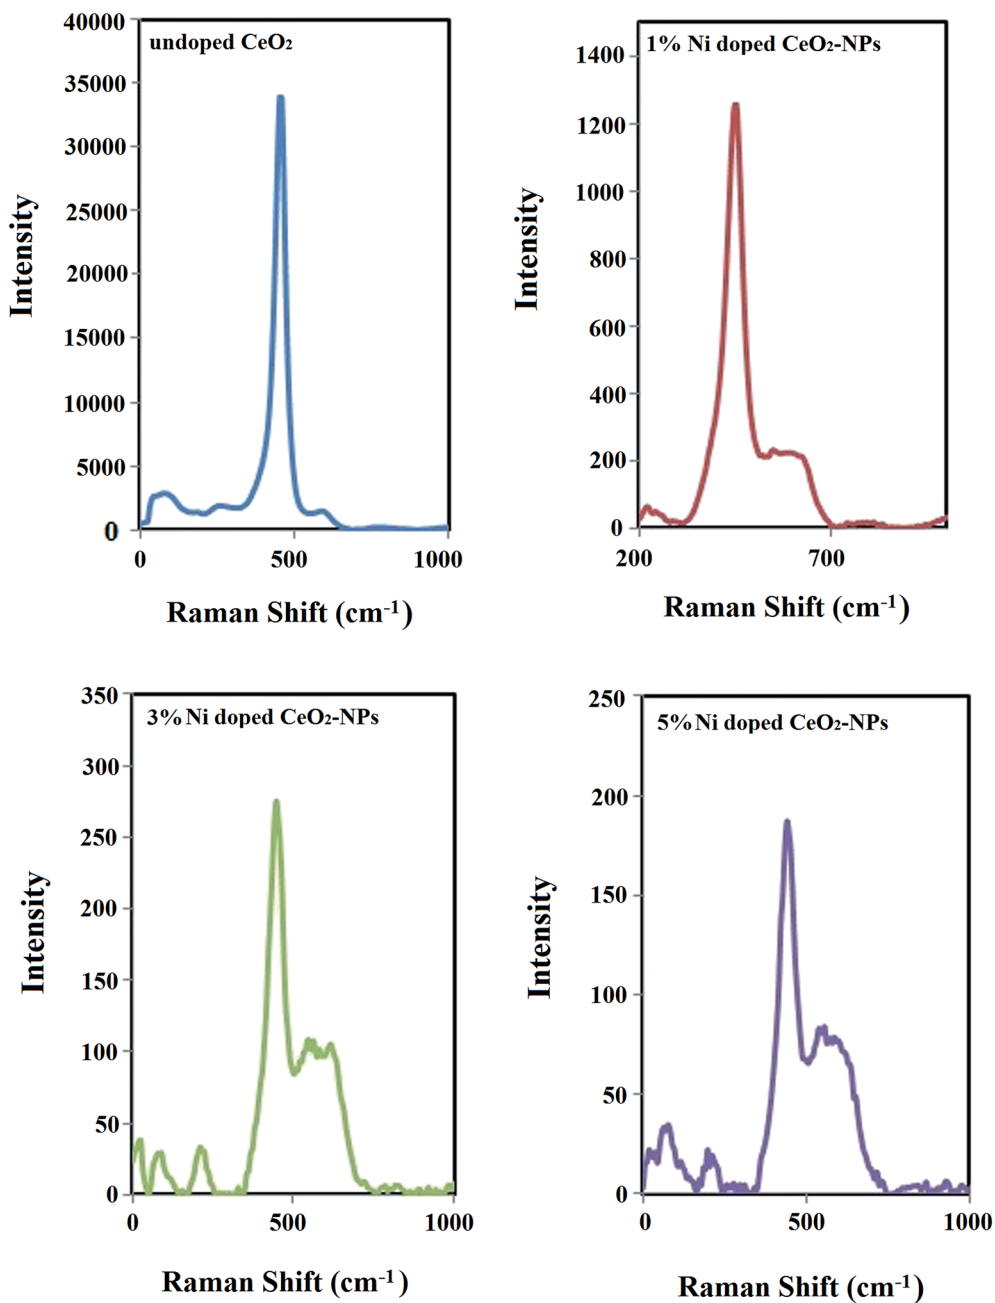 undoped CeO2
40000
35000
30000
25000
20000
15000
10000
5000
0
0 500 1000
Intensity
Raman Shift (cm-1)
1% Ni doped CeO2-NPs
1400
1200
1000
800
600
400
200
0
200 700
Intensity
Raman Shift (cm-1)
3% Ni doped CeO2-NPs
350
300
250
200
150
100
50
0
0 500 1000
Intensity
Raman Shift (cm-1)
5% Ni doped CeO2-NPs
250
200
150
100
50
0
0 500 1000
Intensity
Raman Shift (cm-1)